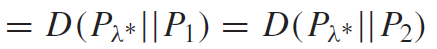 = D(P_{λ*}||P_1) = D(P_{λ*}||P_2)